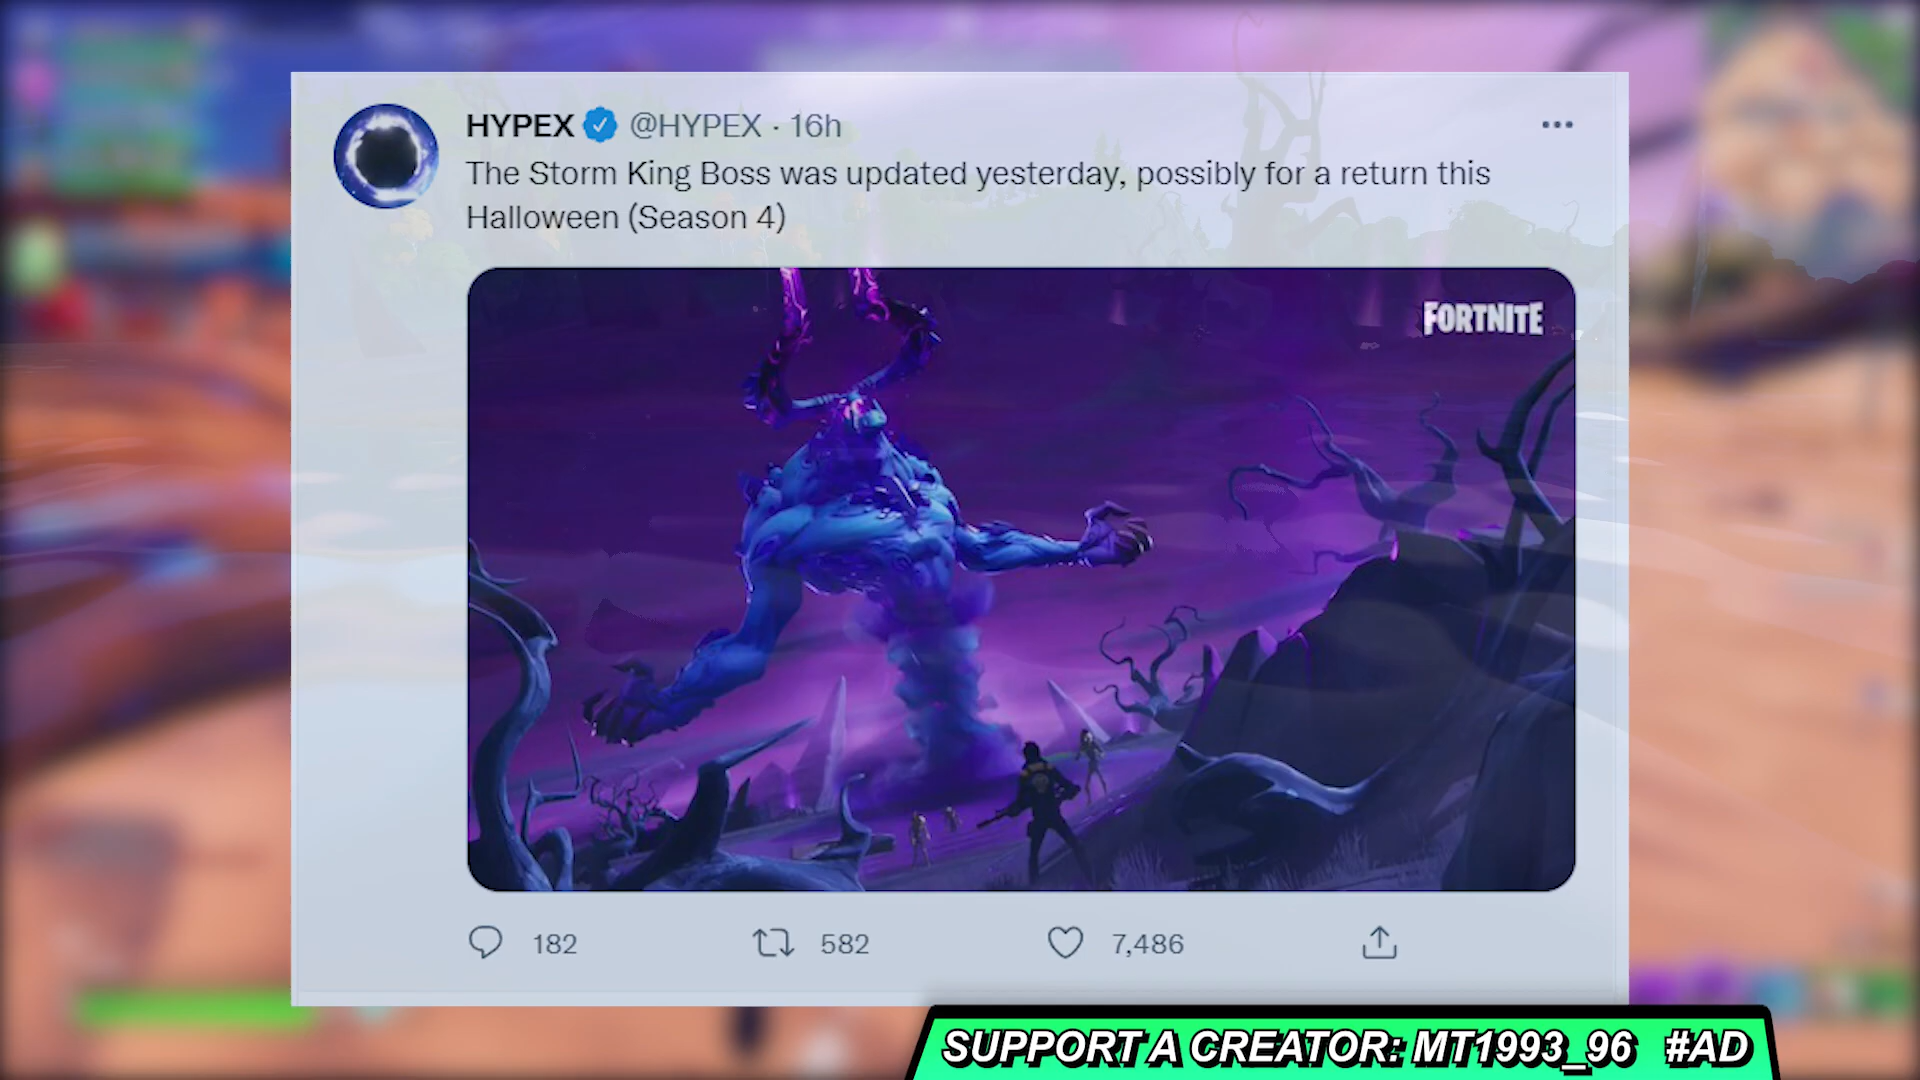 HYPEX @HYPEX · 16h
The Storm King Boss was updated yesterday, possibly for a return this
Halloween (Season 4)
FORTNITE
182 582 7,486
SUPPORT A CREATOR: MT1993_96 #AD